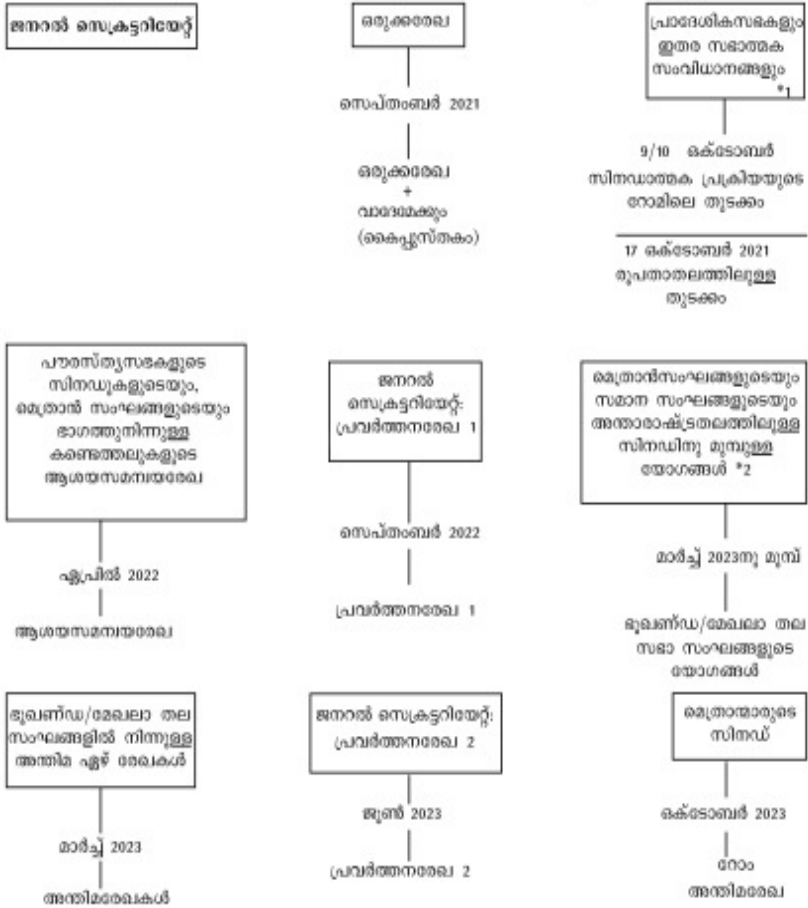 ജനറൽ സെക്രട്ടറിയേറ്റ്
ഒരുക്കരേഖ
സെപ്തംബർ 2021
ഒരുക്കരേഖ
+
വാദേമേക്കും
(കൈപ്പുസ്തകം)
പ്രാദേശികസഭകളും
ഇതര സഭാത്മക
സംവിധാനങ്ങളും
*1
9/10 ഒക്ടോബർ
സിനഡാത്മക പ്രക്രിയയുടെ
റോമിലെ തുടക്കം
17 ഒക്ടോബർ 2021
രൂപതാതലത്തിലുള്ള
തുടക്കം
പൗരസ്ത്യസഭകളുടെ
സിനഡുകളുടെയും,
മെത്രാൻ സംഘങ്ങളുടെയും
ഭാഗത്തുനിന്നുള്ള
കണ്ടെത്തലുകളുടെ
ആശയസമന്വയരേഖ
ഏപ്രിൽ 2022
ആശയസമന്വയരേഖ
ജനറൽ
സെക്രട്ടറിയേറ്റ്:
പ്രവർത്തനരേഖ 1
സെപ്തംബർ 2022
പ്രവർത്തനരേഖ 1
മെത്രാൻസംഘങ്ങളുടെയും
സമാന സംഘങ്ങളുടെയും
അന്താരാഷ്ട്രതലത്തിലുള്ള
സിനഡിനു മുമ്പുള്ള
യോഗങ്ങൾ *2
മാർച്ച് 2023നു മുമ്പ്
ഭൂഖണ്ഡ/മേഖലാ തല
സഭാ സംഘങ്ങളുടെ
യോഗങ്ങൾ
ഭൂഖണ്ഡ/മേഖലാ തല
സംഘങ്ങളിൽ നിന്നുള്ള
അന്തിമ ഏഴ് രേഖകൾ
മാർച്ച് 2023
അന്തിമരേഖകൾ
ജനറൽ സെക്രട്ടറിയേറ്റ്:
പ്രവർത്തനരേഖ 2
ജൂൺ 2023
പ്രവർത്തനരേഖ 2
മെത്രാന്മാരുടെ
സിനഡ്
ഒക്ടോബർ 2023
റോം
അന്തിമരേഖ